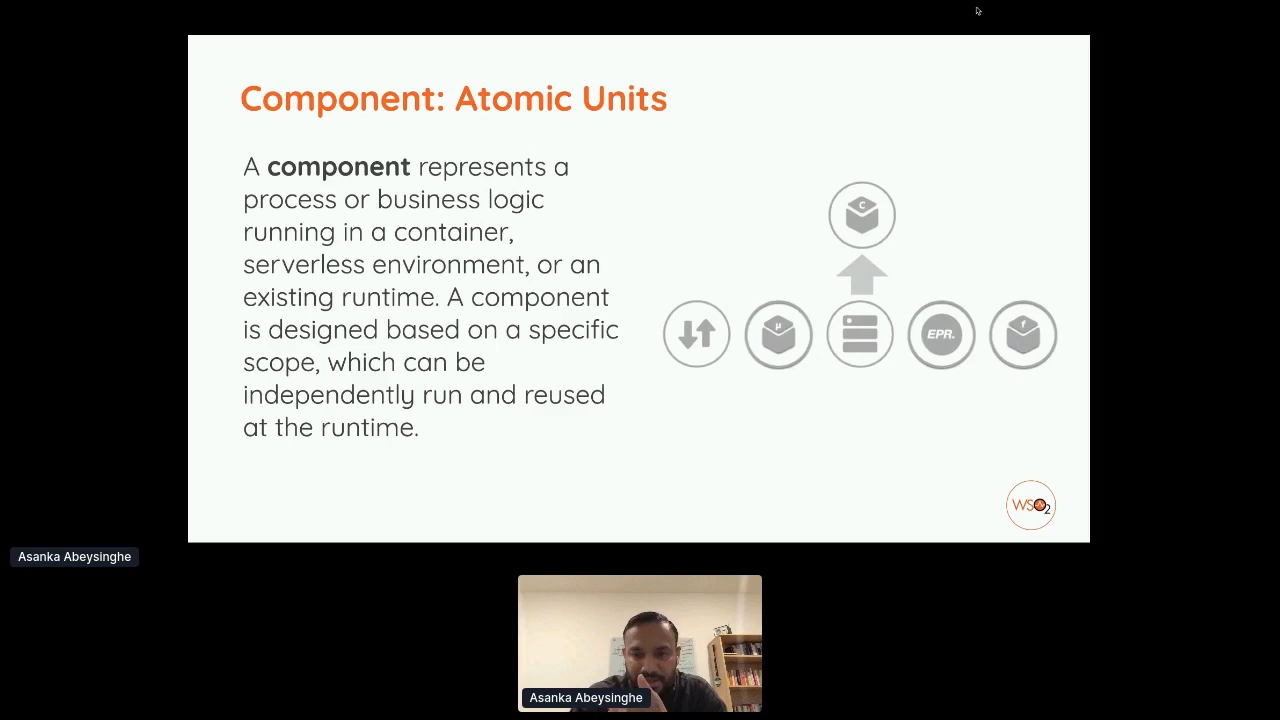 Component: Atomic Units
A component represents a
process or business logic
running in a container,
serverless environment, or an
existing runtime. A component
is designed based on a specific
scope, which can be
independently run and reused
at the runtime.
C
µ
EPR.
f
WSO2
Asanka Abeysinghe
Asanka Abeysinghe